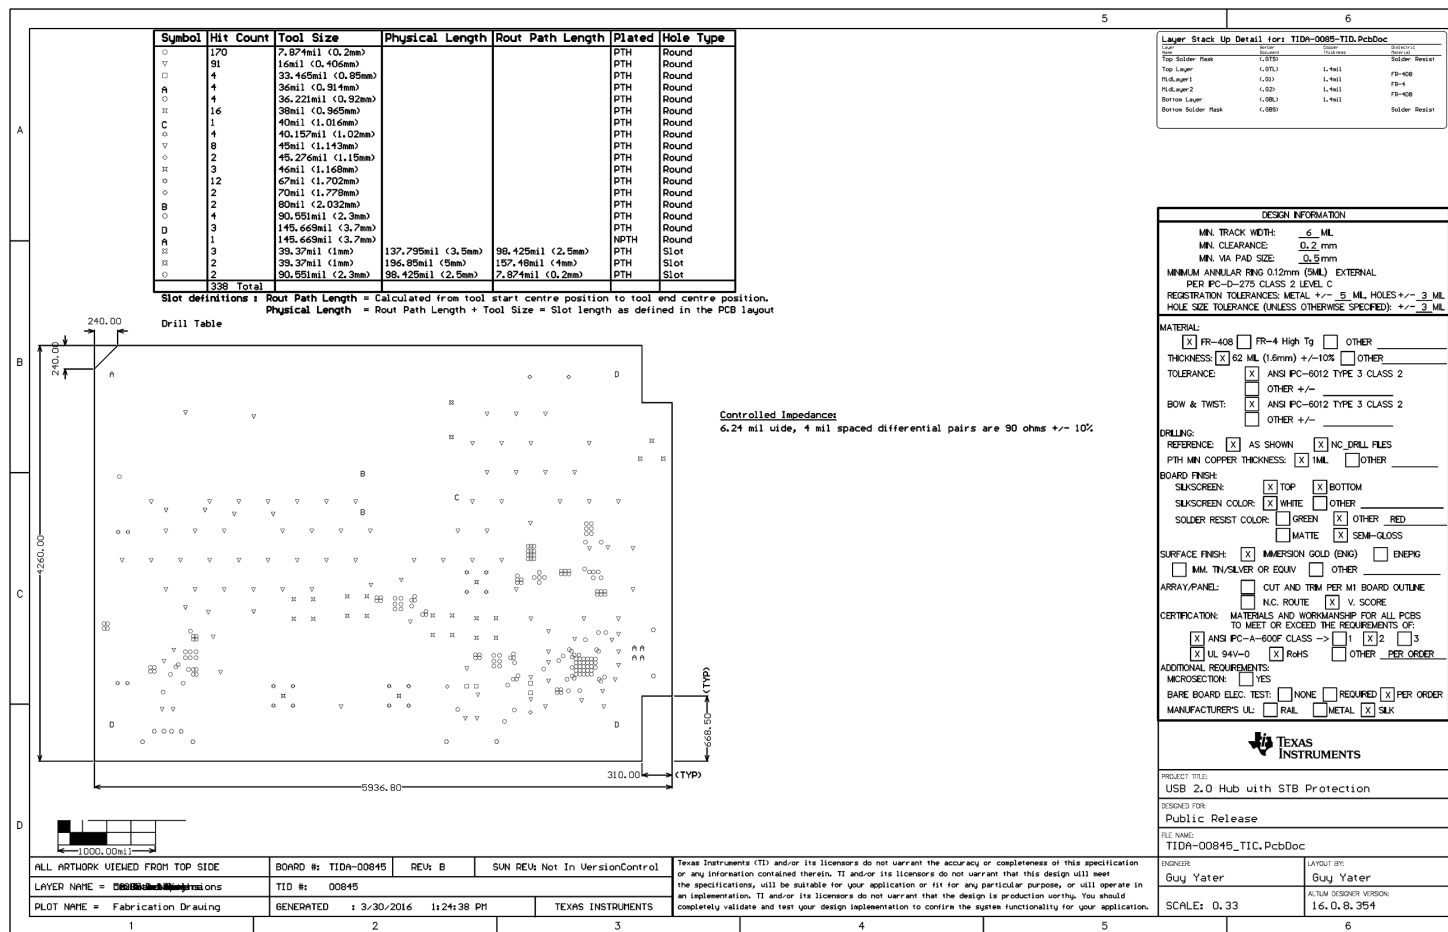 5 6
Symbol Hit Count Tool Size Physical Length Rout Path Length Plated Hole Type
170 7.874mil (0.2mm) PTH Round
91 16mil (0.406mm) PTH Round
4 33.465mil (0.85mm) PTH Round
A 4 36mil (0.914mm) PTH Round
4 36.221mil (0.92mm) PTH Round
16 38mil (0.965mm) PTH Round
C 1 40mil (1.016mm) PTH Round
4 40.157mil (1.02mm) PTH Round
8 45mil (1.143mm) PTH Round
2 45.276mil (1.15mm) PTH Round
3 46mil (1.168mm) PTH Round
12 67mil (1.702mm) PTH Round
2 70mil (1.778mm) PTH Round
B 2 80mil (2.032mm) PTH Round
4 90.551mil (2.3mm) PTH Round
D 3 145.669mil (3.7mm) PTH Round
A 1 145.669mil (3.7mm) NPTH Round
3 39.37mil (1mm) 137.795mil (3.5mm) 98.425mil (2.5mm) PTH Slot
2 39.37mil (1mm) 196.85mil (5mm) 157.48mil (4mm) PTH Slot
2 90.551mil (2.3mm) 98.425mil (2.5mm) 7.874mil (0.2mm) PTH Slot
338 Total
Slot definitions : Rout Path Length = Calculated from tool start centre position to tool end centre position.
Physical Length = Rout Path Length + Tool Size = Slot length as defined in the PCB layout
Drill Table
Layer Stack Up Detail for: TIDA-0085-TID.PcbDoc
Layer Name Gerber Document Copper Thickness Dielectric Material
Top Solder Mask (.GTS) Solder Resist
Top Layer (.GTL) 1.4mil
FR-408
MidLayer1 (.G1) 1.4mil
FR-4
MidLayer2 (.G2) 1.4mil
FR-408
Bottom Layer (.GBL) 1.4mil
Bottom Solder Mask (.GBS) Solder Resist
A
B
C
D
240.00
240.00
4260.00
5936.80
310.00 (TYP)
668.50 (TYP)
1000.00mil
A D
B
C
B
A A
A A
D D
Controlled Impedance:
6.24 mil wide, 4 mil spaced differential pairs are 90 ohms +/- 10%
DESIGN INFORMATION
MIN. TRACK WIDTH: 6 MIL
MIN. CLEARANCE: 0.2 mm
MIN. VIA PAD SIZE: 0.5 mm
MINIMUM ANNULAR RING 0.12mm (5MIL) EXTERNAL
PER IPC-D-275 CLASS 2 LEVEL C
REGISTRATION TOLERANCES: METAL +/- 5 MIL, HOLES +/- 3 MIL
HOLE SIZE TOLERANCE (UNLESS OTHERWISE SPECIFIED): +/- 3 MIL
MATERIAL:
X FR-408 FR-4 High Tg OTHER
THICKNESS: X 62 MIL (1.6mm) +/-10% OTHER
TOLERANCE: X ANSI IPC-6012 TYPE 3 CLASS 2
OTHER +/-
BOW & TWIST: X ANSI IPC-6012 TYPE 3 CLASS 2
OTHER +/-
DRILLING:
REFERENCE: X AS SHOWN X NC_DRILL FILES
PTH MIN COPPER THICKNESS: X 1MIL OTHER
BOARD FINISH:
SILKSCREEN: X TOP X BOTTOM
SILKSCREEN COLOR: X WHITE OTHER
SOLDER RESIST COLOR: GREEN X OTHER RED
MATTE X SEMI-GLOSS
SURFACE FINISH: X IMMERSION GOLD (ENIG) ENEPIG
IMM. TIN/SILVER OR EQUIV OTHER
ARRAY/PANEL: CUT AND TRIM PER M1 BOARD OUTLINE
N.C. ROUTE X V. SCORE
CERTIFICATION: MATERIALS AND WORKMANSHIP FOR ALL PCBS
TO MEET OR EXCEED THE REQUIREMENTS OF:
X ANSI IPC-A-600F CLASS -> 1 X 2 3
X UL 94V-0 X RoHS OTHER PER ORDER
ADDITIONAL REQUIREMENTS:
MICROSECTION: YES
BARE BOARD ELEC. TEST: NONE REQUIRED X PER ORDER
MANUFACTURER'S UL: RAIL METAL X SILK
TEXAS INSTRUMENTS
PROJECT TITLE:
USB 2.0 Hub with STB Protection
DESIGNED FOR:
Public Release
FILE NAME:
TIDA-00845_TIC.PcbDoc
ENGINEER: LAYOUT BY:
Guy Yater Guy Yater
ALTIUM DESIGNER VERSION:
SCALE: 0.33 16.0.8.354
ALL ARTWORK VIEWED FROM TOP SIDE BOARD #: TIDA-00845 REV: B SVN REV: Not In VersionControl
LAYER NAME = TID #: 00845
PLOT NAME = Fabrication Drawing GENERATED : 3/30/2016 1:24:38 PM TEXAS INSTRUMENTS
Texas Instruments (TI) and/or its licensors do not warrant the accuracy or completeness of this specification
or any information contained therein. TI and/or its licensors do not warrant that this design will meet
the specifications, will be suitable for your application or fit for any particular purpose, or will operate in
an implementation. TI and/or its licensors do not warrant that the design is production worthy. You should
completely validate and test your design implementation to confirm the system functionality for your application.
1 2 3 4 5 6